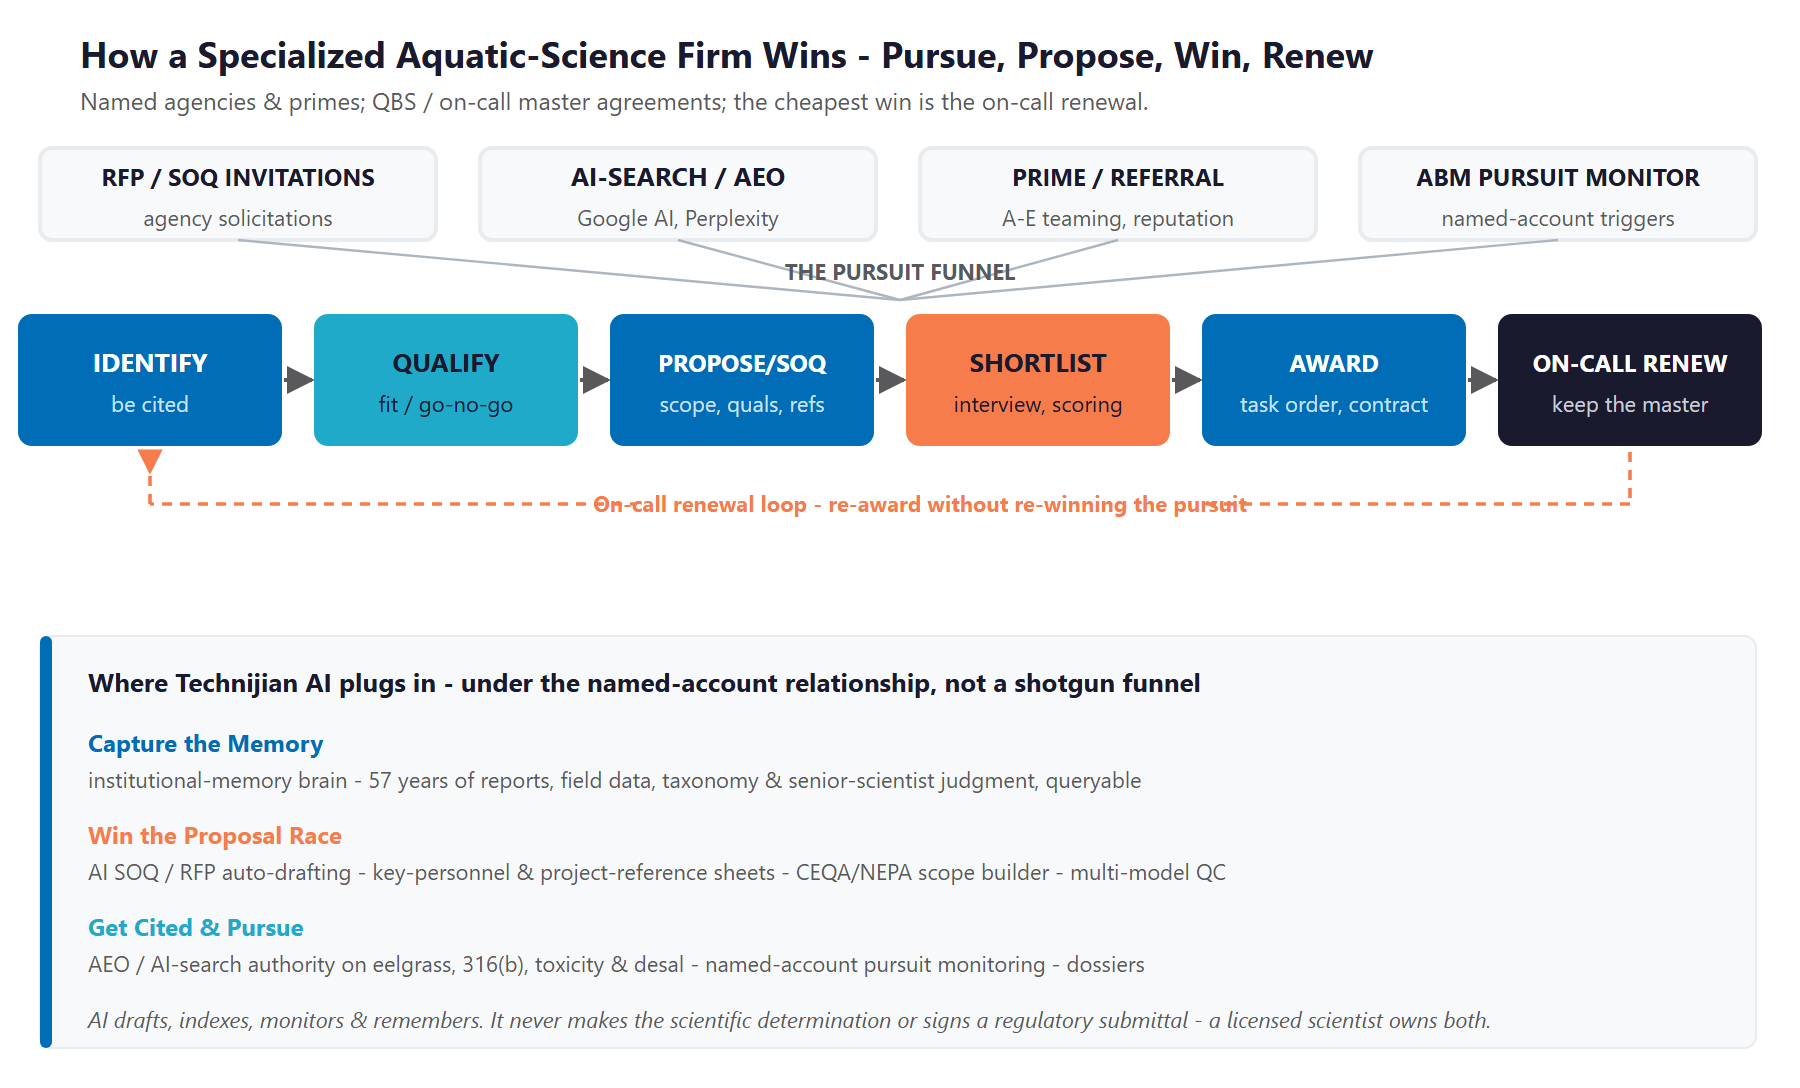 How a Specialized Aquatic-Science Firm Wins - Pursue, Propose, Win, Renew
Named agencies & primes; QBS / on-call master agreements; the cheapest win is the on-call renewal.
RFP / SOQ INVITATIONS
agency solicitations
AI-SEARCH / AEO
Google AI, Perplexity
PRIME / REFERRAL
A-E teaming, reputation
ABM PURSUIT MONITOR
named-account triggers
THE PURSUIT FUNNEL
IDENTIFY
be cited
QUALIFY
fit / go-no-go
PROPOSE/SOQ
scope, quals, refs
SHORTLIST
interview, scoring
AWARD
task order, contract
ON-CALL RENEW
keep the master
On-call renewal loop - re-award without re-winning the pursuit
Where Technijian AI plugs in - under the named-account relationship, not a shotgun funnel
Capture the Memory
institutional-memory brain - 57 years of reports, field data, taxonomy & senior-scientist judgment, queryable
Win the Proposal Race
AI SOQ / RFP auto-drafting - key-personnel & project-reference sheets - CEQA/NEPA scope builder - multi-model QC
Get Cited & Pursue
AEO / AI-search authority on eelgrass, 316(b), toxicity & desal - named-account pursuit monitoring - dossiers
AI drafts, indexes, monitors & remembers. It never makes the scientific determination or signs a regulatory submittal - a licensed scientist owns both.